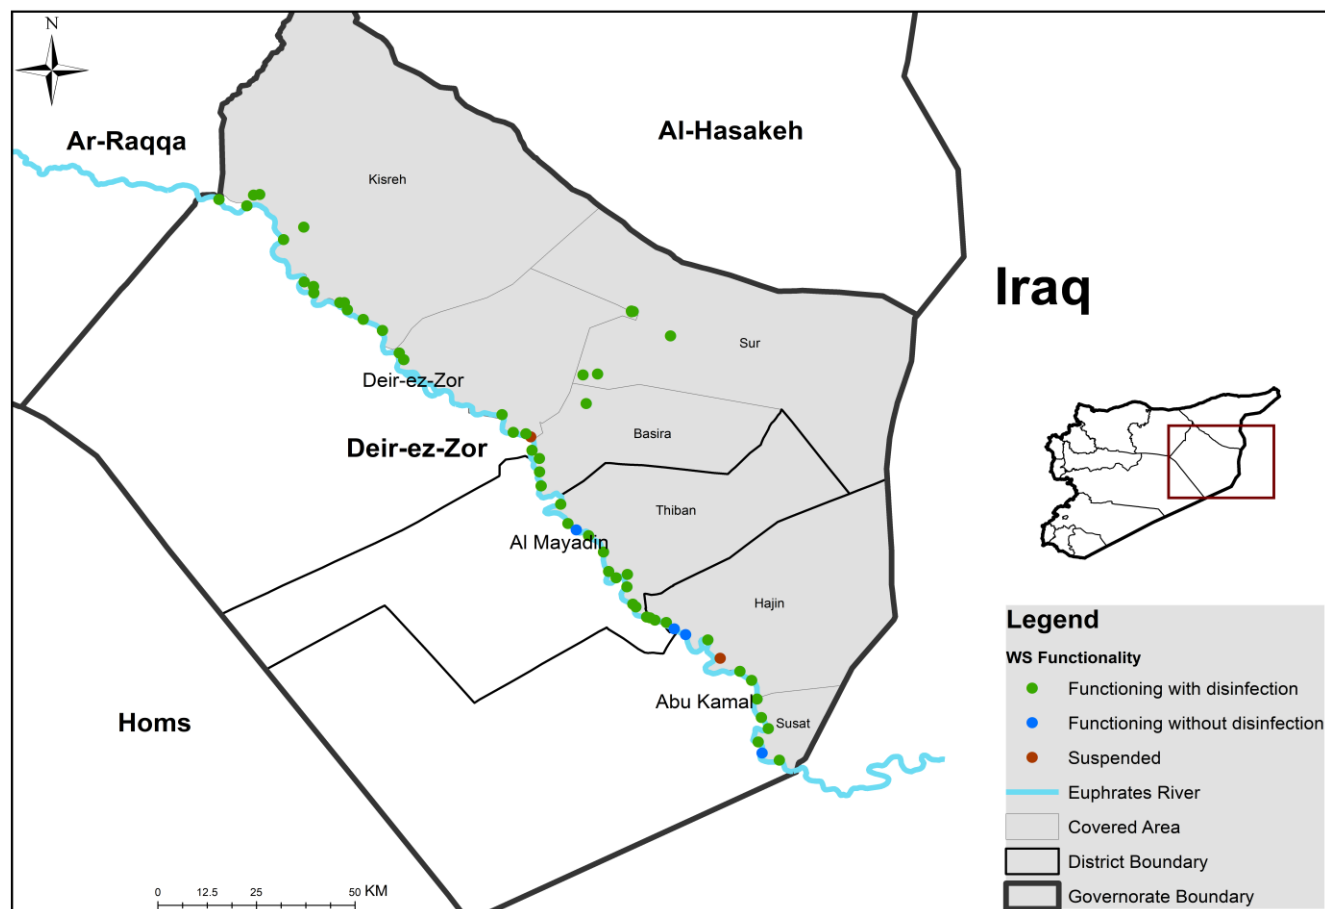 N
Ar-Raqqa
Al-Hasakeh
Kisreh
Iraq
Sur
Deir-ez-Zor
Basira
Deir-ez-Zor
Thiban
Al Mayadin
Hajin
Abu Kamal
Susat
Homs
Legend
WS Functionality
Functioning with disinfection
Functioning without disinfection
Suspended
Euphrates River
Covered Area
District Boundary
Governorate Boundary
0 12.5 25 50 KM